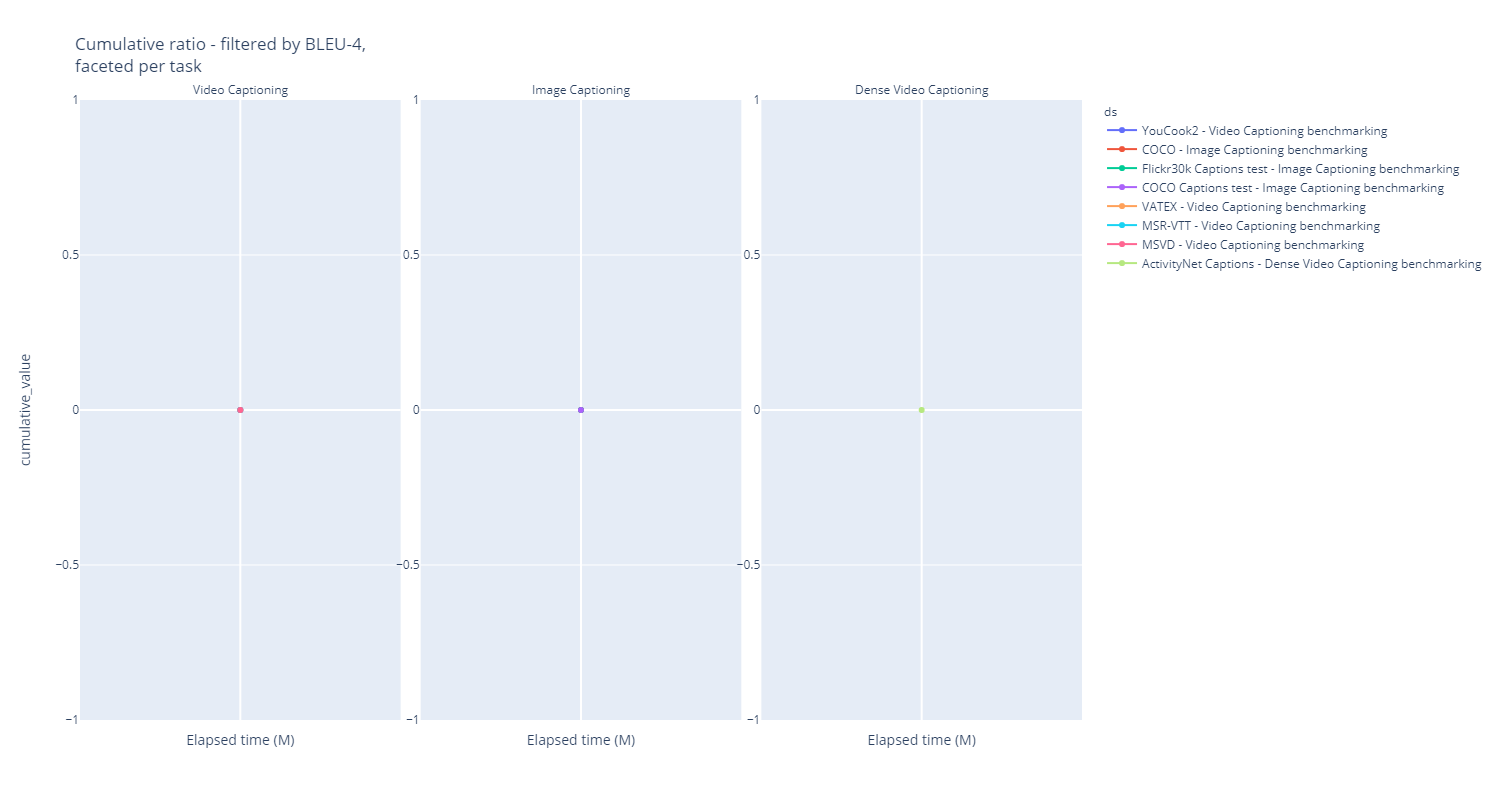 Cumulative ratio - filtered by BLEU-4,
faceted per task
Video Captioning
Image Captioning
Dense Video Captioning
1
0.5
0
−0.5
−1
1
0.5
0
−0.5
−1
1
0.5
0
−0.5
−1
cumulative_value
Elapsed time (M)
Elapsed time (M)
Elapsed time (M)
ds
YouCook2 - Video Captioning benchmarking
COCO - Image Captioning benchmarking
Flickr30k Captions test - Image Captioning benchmarking
COCO Captions test - Image Captioning benchmarking
VATEX - Video Captioning benchmarking
MSR-VTT - Video Captioning benchmarking
MSVD - Video Captioning benchmarking
ActivityNet Captions - Dense Video Captioning benchmarking